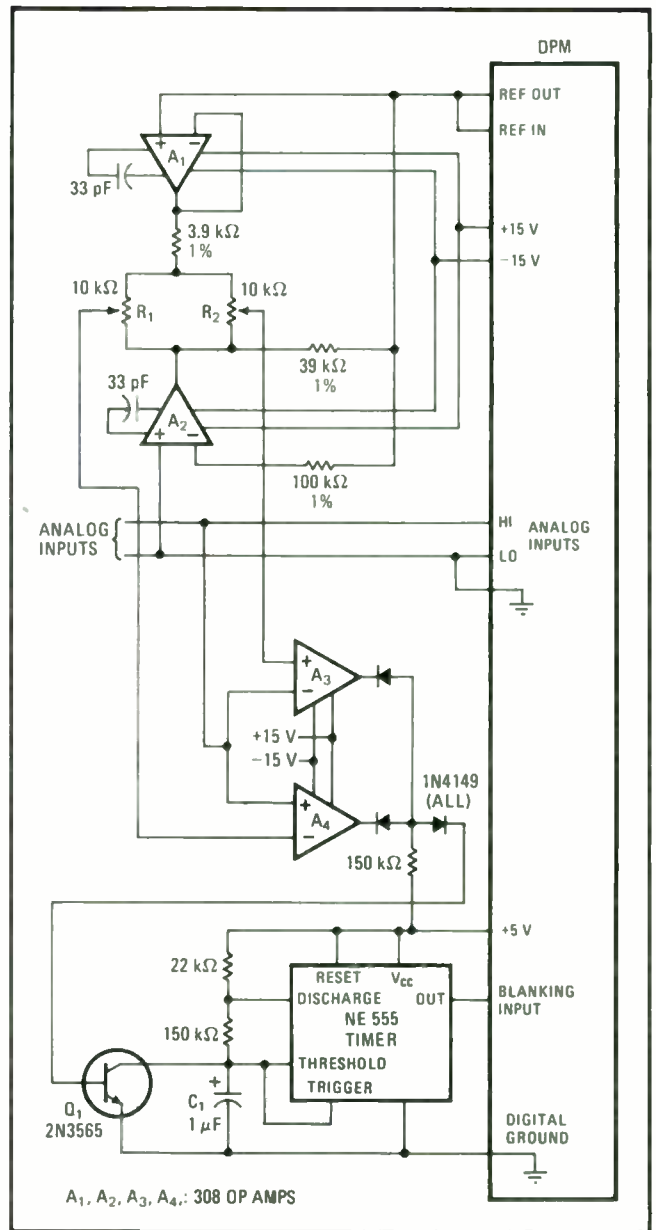 DPM
REF OUT
REF IN
+
−
A1
33 pF
3.9 kΩ
1%
+15 V
−15 V
10 kΩ
R1
R2
10 kΩ
39 kΩ
1%
33 pF
A2
+
−
100 kΩ
1%
ANALOG
INPUTS
HI
ANALOG
INPUTS
LO
+
A3
−
+15 V
−15 V
1N4149
(ALL)
+
A4
−
150 kΩ
+5 V
22 kΩ
RESET
VCC
DISCHARGE
OUT
BLANKING
INPUT
NE 555
TIMER
150 kΩ
THRESHOLD
TRIGGER
+
C1
1 μF
Q1
2N3565
DIGITAL
GROUND
A1, A2, A3, A4,: 308 OP AMPS